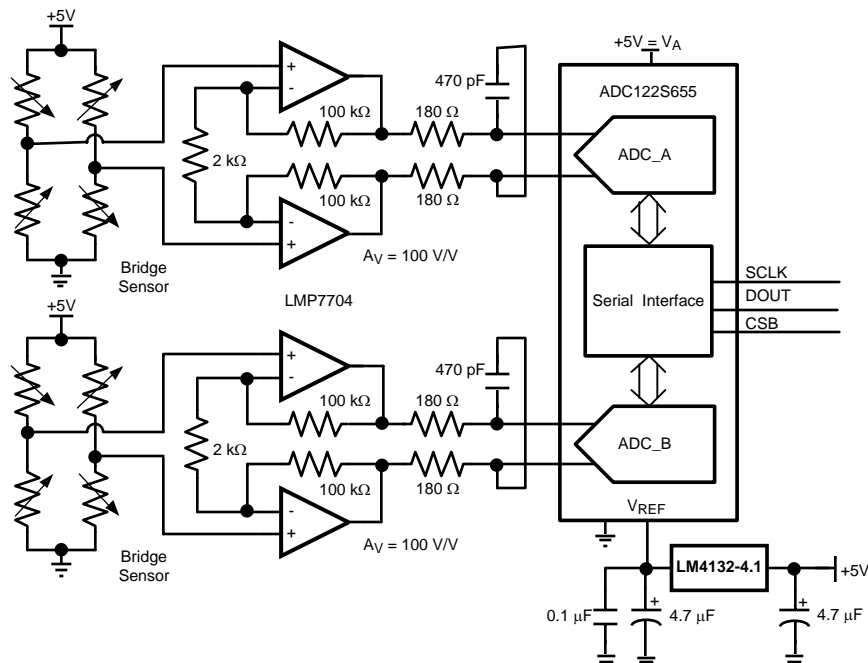 +5V
+
-
100 kΩ
180 Ω
470 pF
2 kΩ
100 kΩ
180 Ω
-
+
A_V = 100 V/V
Bridge
Sensor
LMP7704
+5V
+
-
100 kΩ
180 Ω
470 pF
2 kΩ
100 kΩ
180 Ω
-
+
A_V = 100 V/V
Bridge
Sensor
+5V = V_A
ADC122S655
ADC_A
Serial Interface
SCLK
DOUT
CSB
ADC_B
V_REF
LM4132-4.1
+5V
0.1 µF
+
4.7 µF
+
4.7 µF